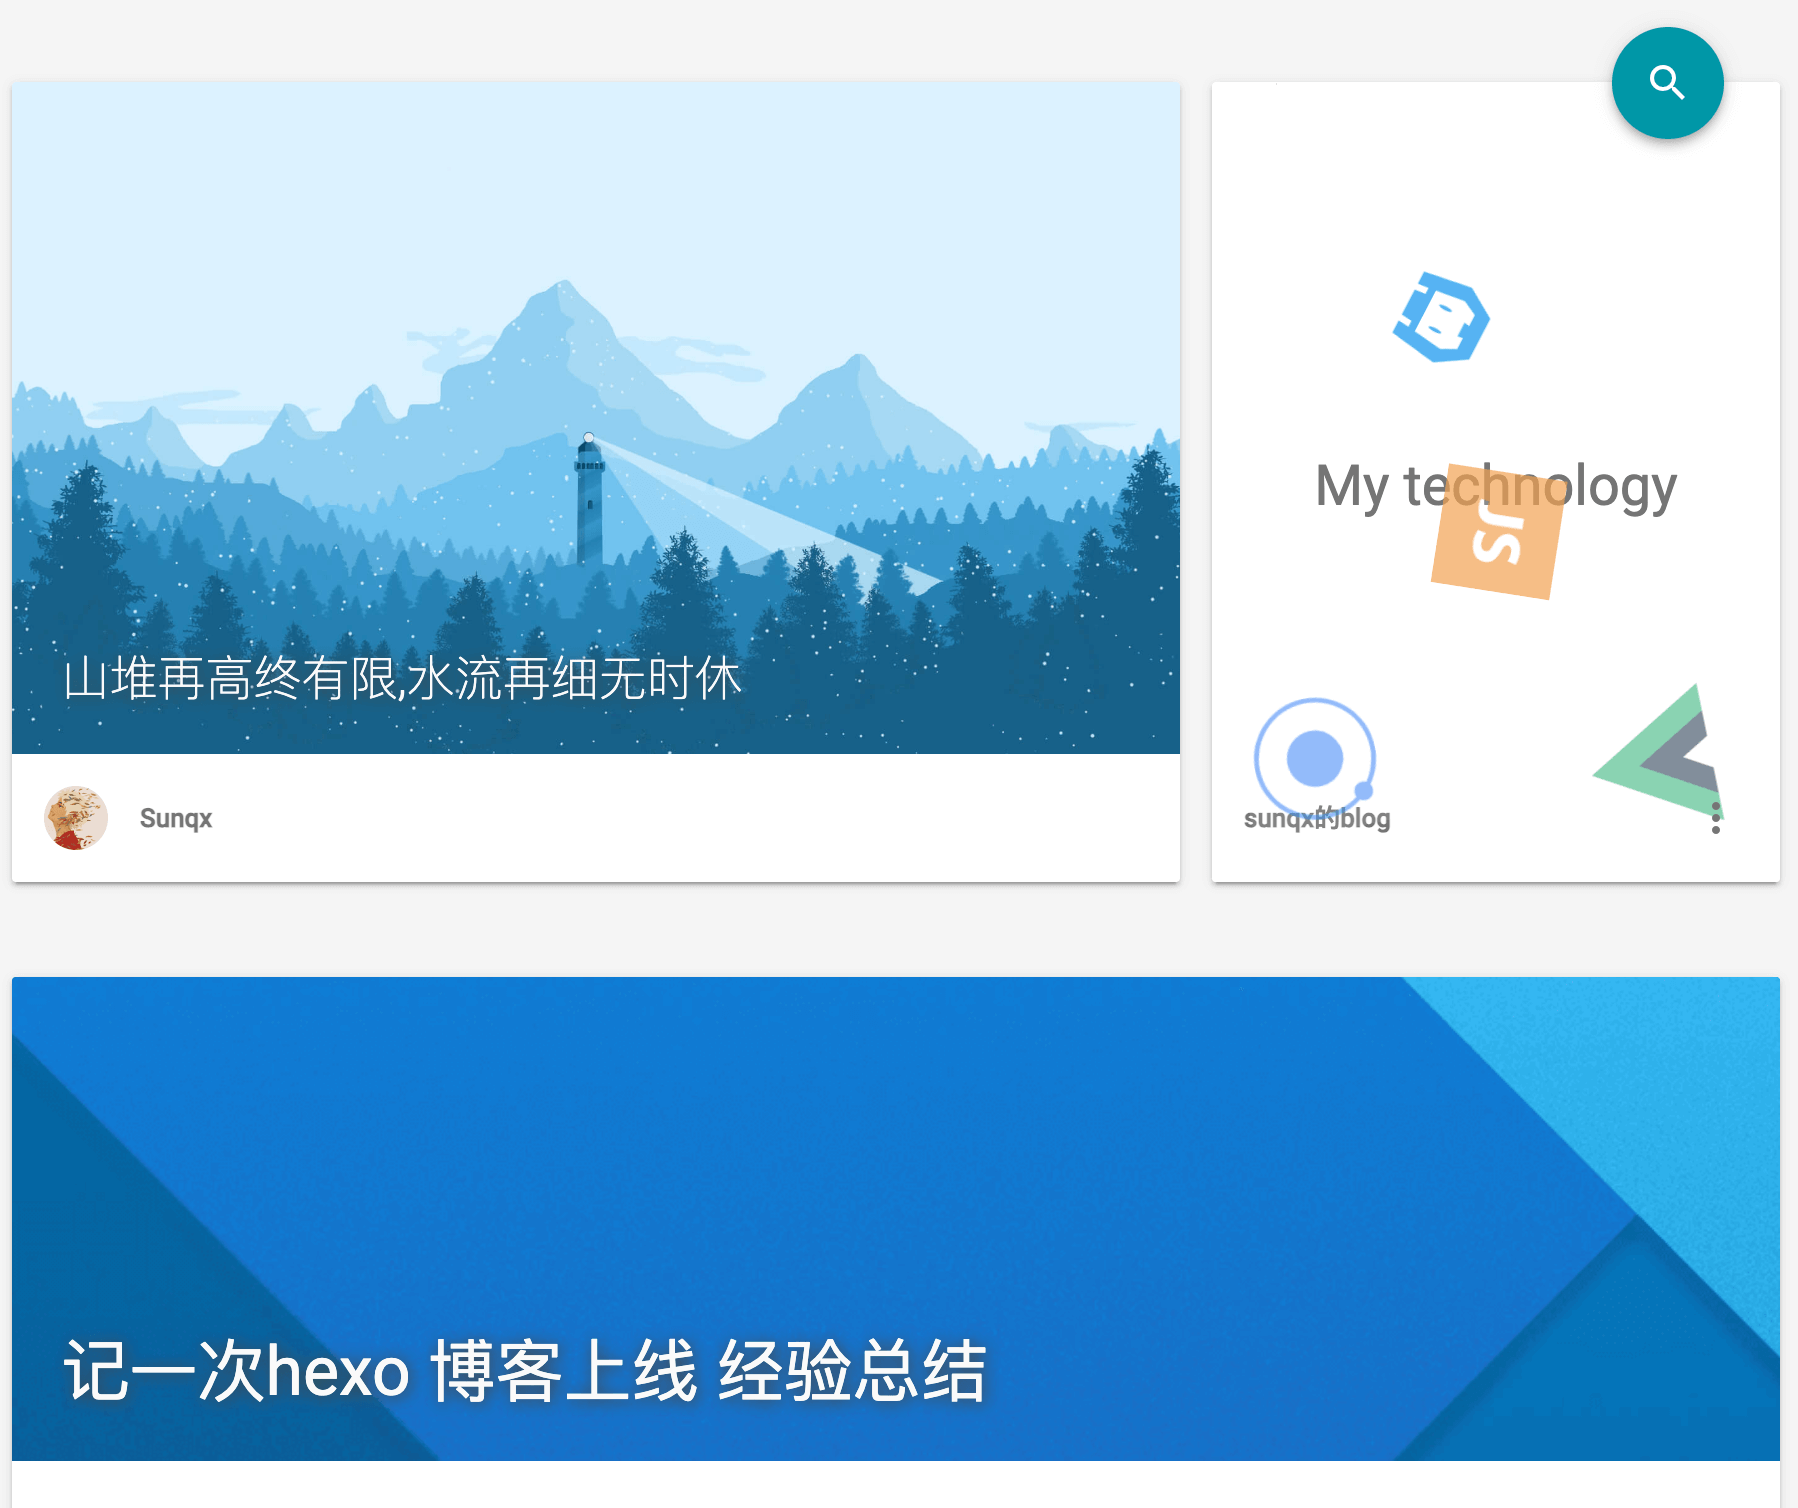 山堆再高终有限,水流再细无时休
Sunqx
My technology
JS
sunqx的blog
记一次hexo 博客上线 经验总结